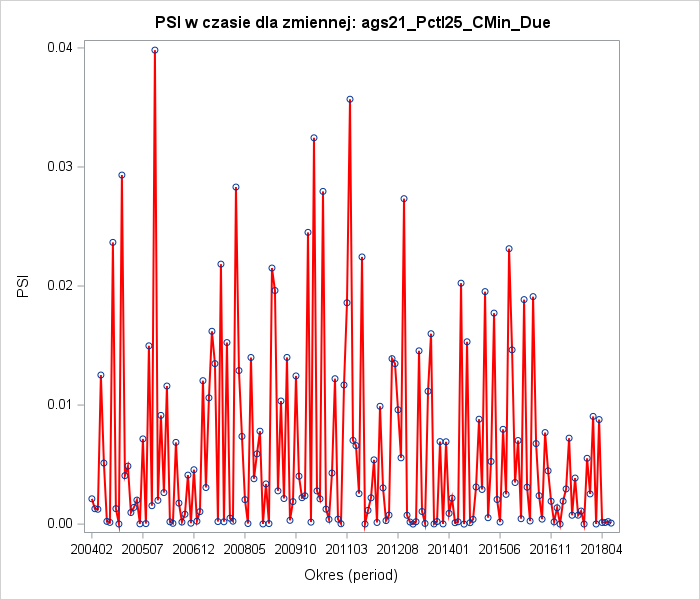 PSI w czasie dla zmiennej: ags21_Pctl25_CMin_Due
0.04
0.03
0.02
0.01
0.00
PSI
200402 200507 200612 200805 200910 201103 201208 201401 201506 201611 201804
Okres (period)